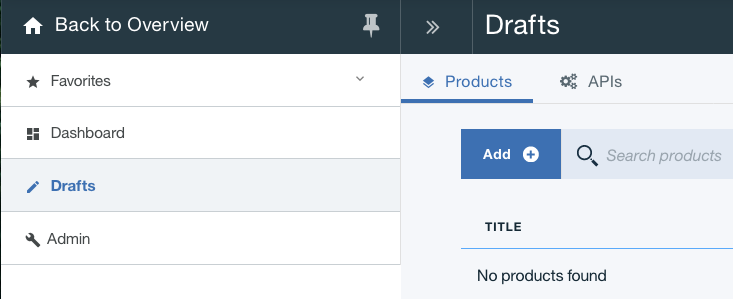 Back to Overview
Drafts
Favorites
Dashboard
Drafts
Admin
Products
APIs
Add
Search products
TITLE
No products found